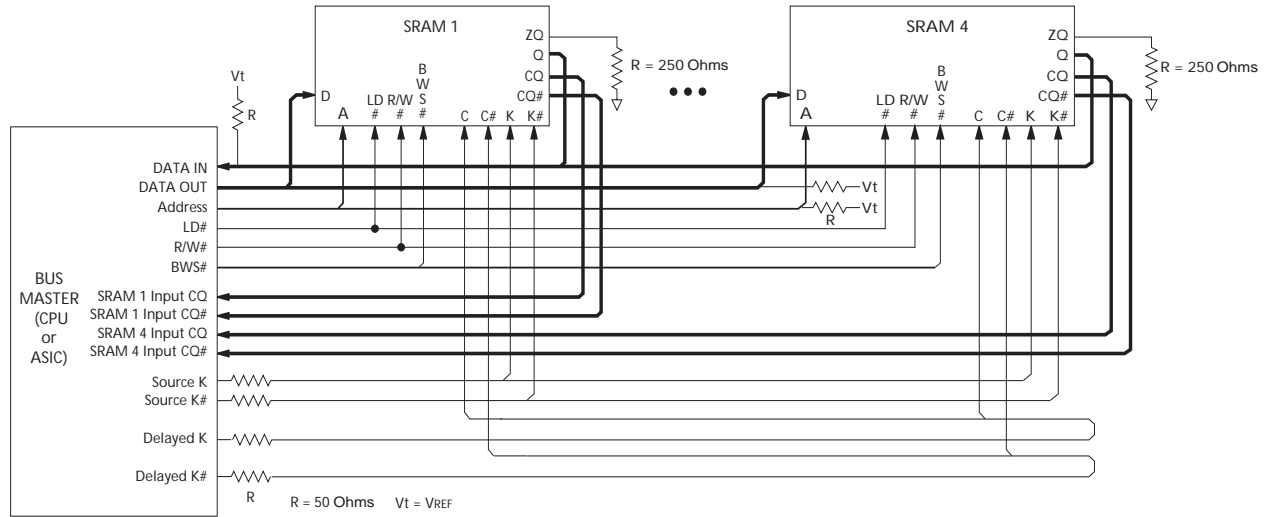 SRAM 1
ZQ
Q
CQ
CQ#
B
W
S
#
LD
#
R/W
#
D
A
C
C#
K
K#
R = 250 Ohms
SRAM 4
ZQ
Q
CQ
CQ#
B
W
S
#
LD
#
R/W
#
D
A
C
C#
K
K#
R = 250 Ohms
Vt
R
DATA IN
DATA OUT
Vt
Address
Vt
R
LD#
R/W#
BWS#
BUS
MASTER
(CPU
or
ASIC)
SRAM 1 Input CQ
SRAM 1 Input CQ#
SRAM 4 Input CQ
SRAM 4 Input CQ#
Source K
Source K#
Delayed K
Delayed K#
R
R = 50 Ohms Vt = VREF